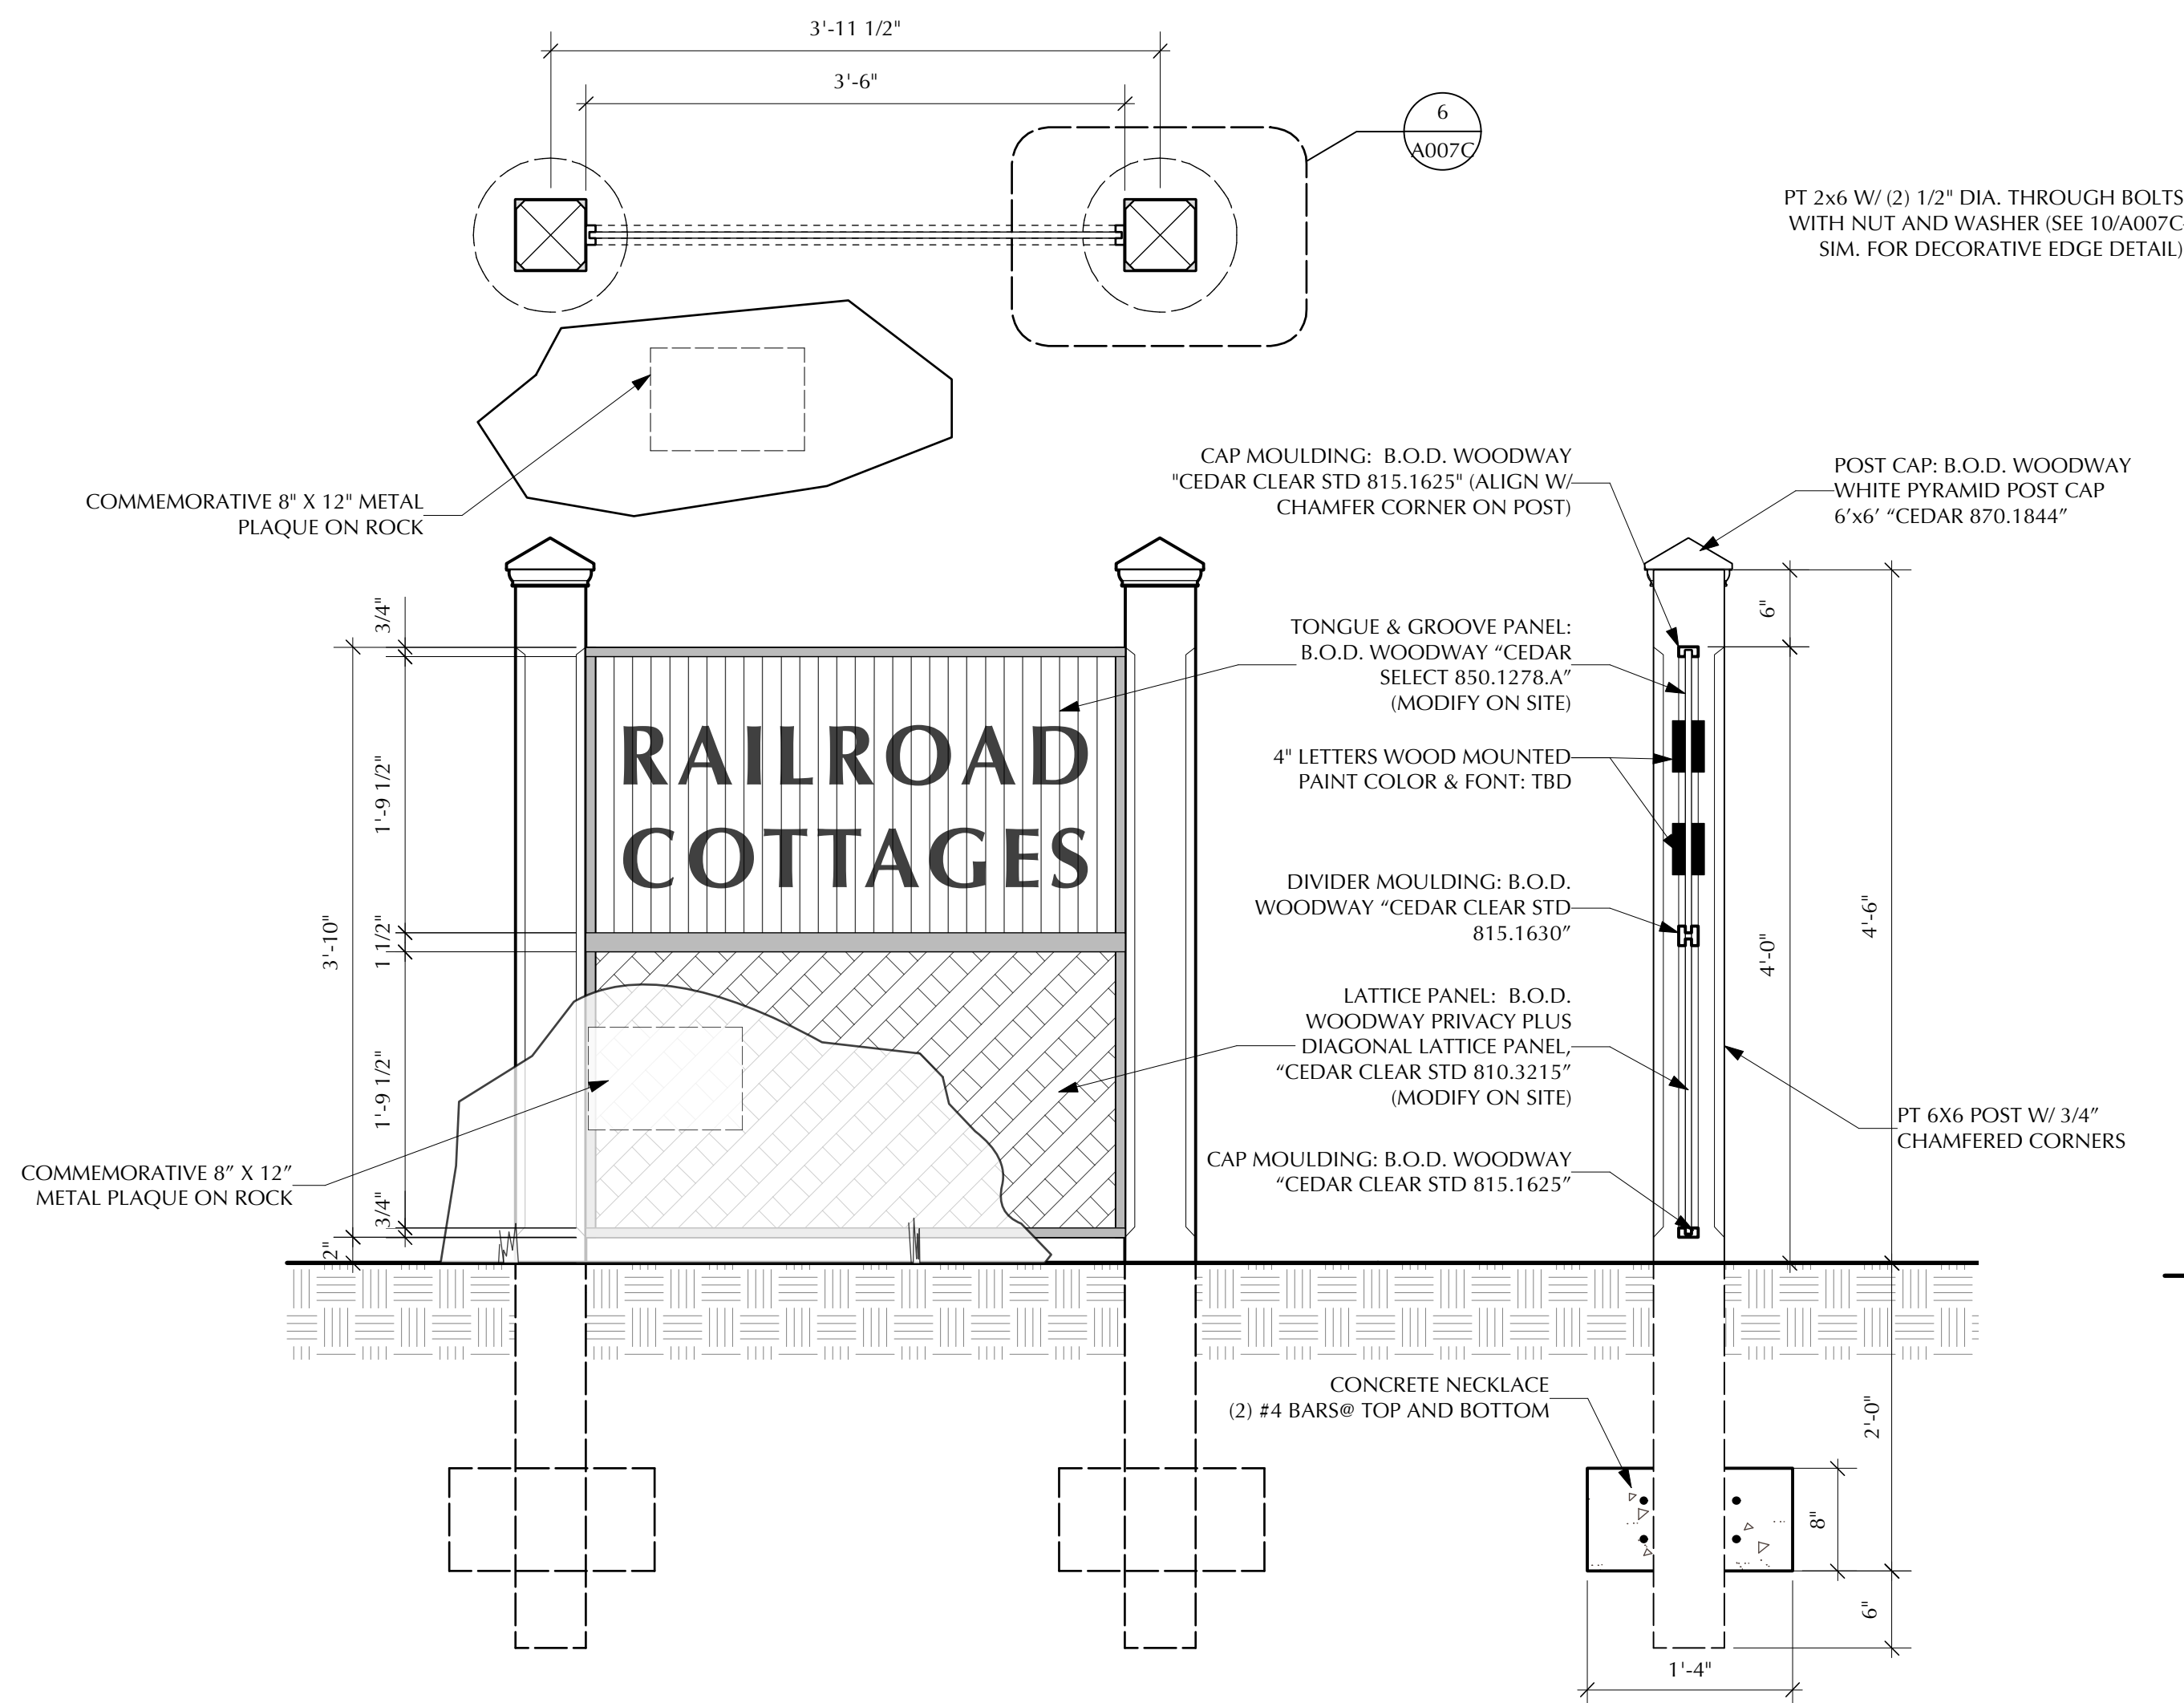 3'-11 1/2"
3'-6"
6
A007C
PT 2x6 W/ (2) 1/2" DIA. THROUGH BOLTS
WITH NUT AND WASHER (SEE 10/A007C
SIM. FOR DECORATIVE EDGE DETAIL)
COMMEMORATIVE 8" X 12" METAL
PLAQUE ON ROCK
CAP MOULDING: B.O.D. WOODWAY
"CEDAR CLEAR STD 815.1625" (ALIGN W/
CHAMFER CORNER ON POST)
POST CAP: B.O.D. WOODWAY
WHITE PYRAMID POST CAP
6'x6' “CEDAR 870.1844”
TONGUE & GROOVE PANEL:
B.O.D. WOODWAY “CEDAR
SELECT 850.1278.A”
(MODIFY ON SITE)
4" LETTERS WOOD MOUNTED
PAINT COLOR & FONT: TBD
DIVIDER MOULDING: B.O.D.
WOODWAY “CEDAR CLEAR STD
815.1630”
LATTICE PANEL: B.O.D.
WOODWAY PRIVACY PLUS
DIAGONAL LATTICE PANEL,
“CEDAR CLEAR STD 810.3215”
(MODIFY ON SITE)
CAP MOULDING: B.O.D. WOODWAY
“CEDAR CLEAR STD 815.1625”
PT 6X6 POST W/ 3/4”
CHAMFERED CORNERS
RAILROAD
COTTAGES
3/4"
1'-9 1/2"
1 1/2"
3'-10"
1'-9 1/2"
3/4"
2"
COMMEMORATIVE 8” X 12”
METAL PLAQUE ON ROCK
6"
4'-0"
4'-6"
CONCRETE NECKLACE
(2) #4 BARS@ TOP AND BOTTOM
2'-0"
8"
6"
1'-4"